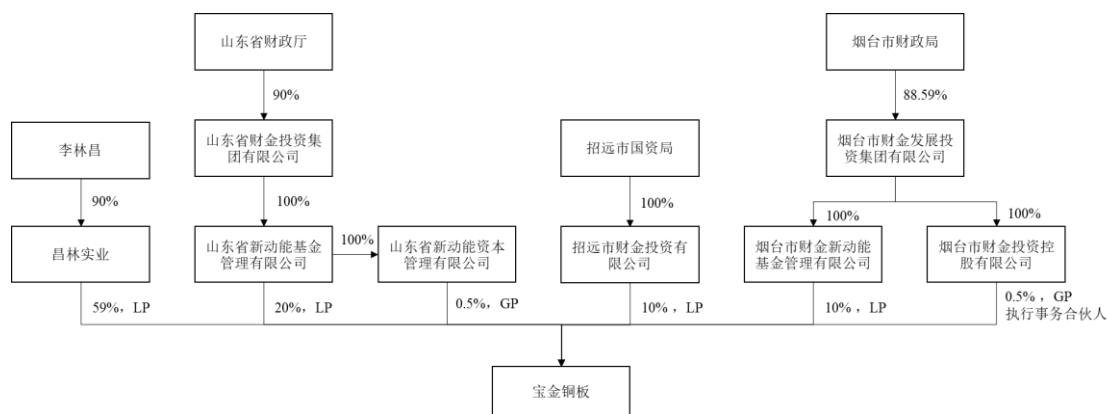 山东省财政厅
烟台市财政局
90%
88.59%
李林昌
山东省财金投资集
团有限公司
招远市国资局
烟台市财金发展投
资集团有限公司
90%
100%
100%
100%
100%
昌林实业
山东省新动能基金
管理有限公司
100%
山东省新动能资本
管理有限公司
招远市财金投资有
限公司
烟台市财金新动能
基金管理有限公司
烟台市财金投资控
股有限公司
59%，LP
20%，LP
0.5%，GP
10%，LP
10%，LP
0.5%，GP
执行事务合伙人
宝金铜板